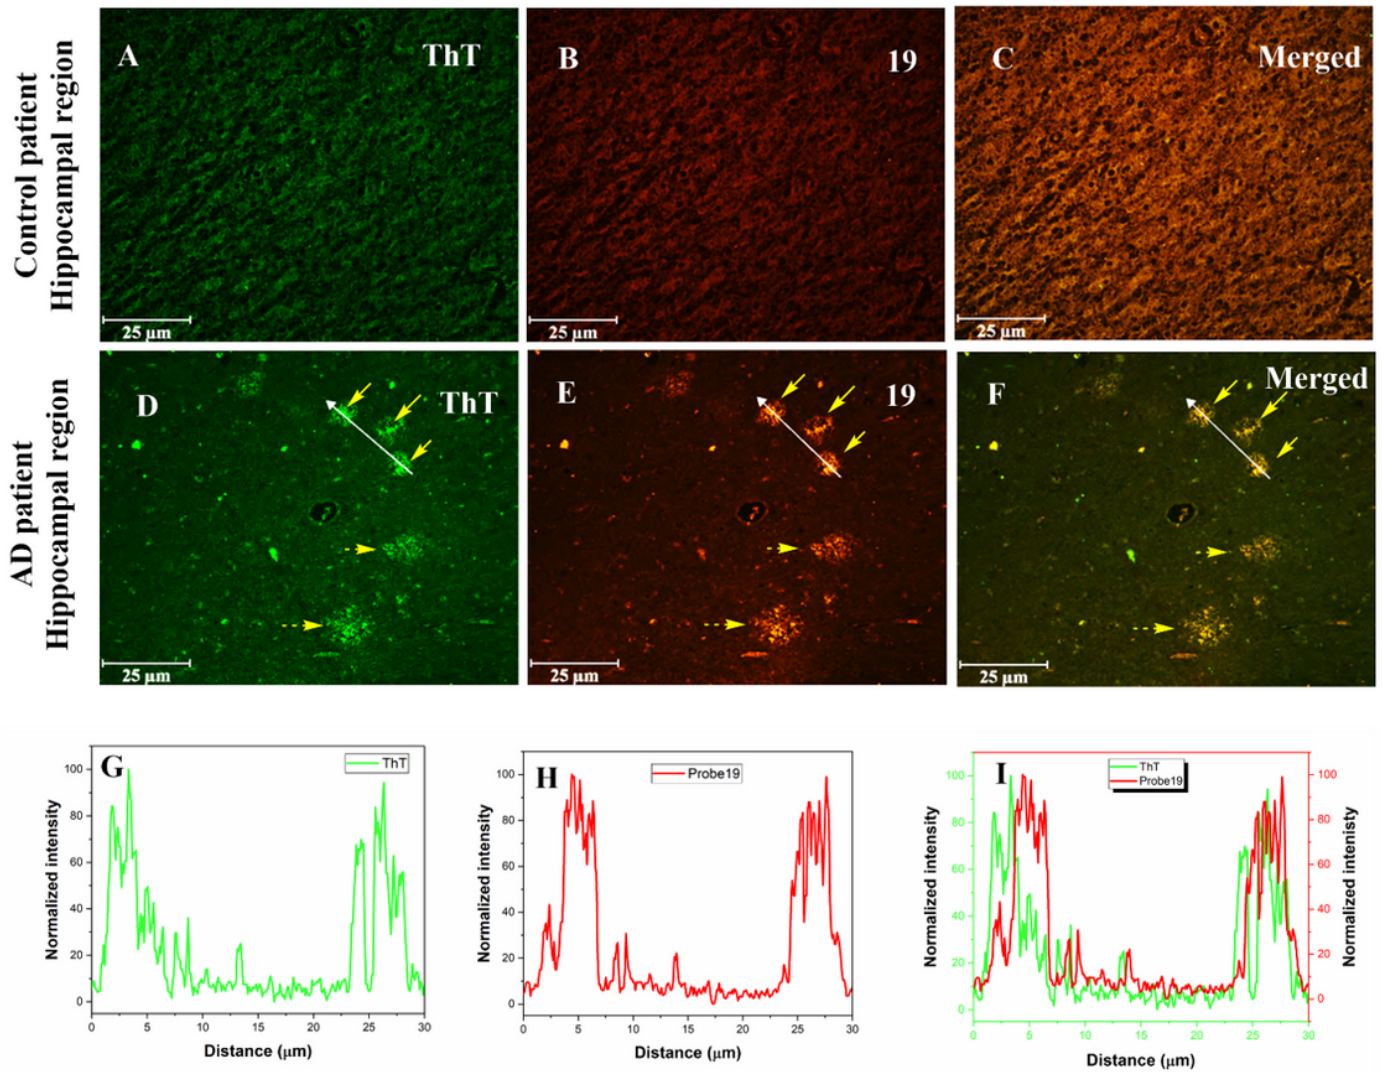 Control patient
Hippocampal region
A
ThT
B
19
C
Merged
25 μm
25 μm
25 μm
AD patient
Hippocampal region
D
ThT
E
19
F
Merged
25 μm
25 μm
25 μm
G
ThT
Normalized intensity
100
80
60
40
20
0
0 5 10 15 20 25 30
Distance (μm)
H
Probe19
Normalized intensity
100
80
60
40
20
0
0 5 10 15 20 25 30
Distance (μm)
I
ThT
Probe19
Normalized intensity
100
80
60
40
20
0
Normalized intenisty
100
80
60
40
20
0
0 5 10 15 20 25 30
Distance (μm)